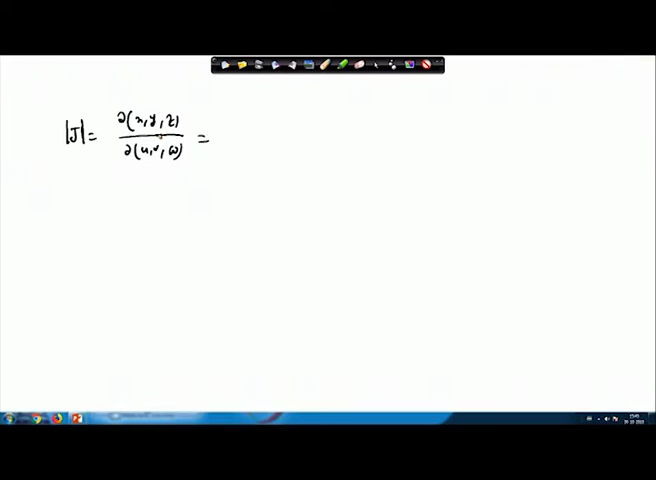 |J| = ∂(x,y,z)/∂(u,v,w) =